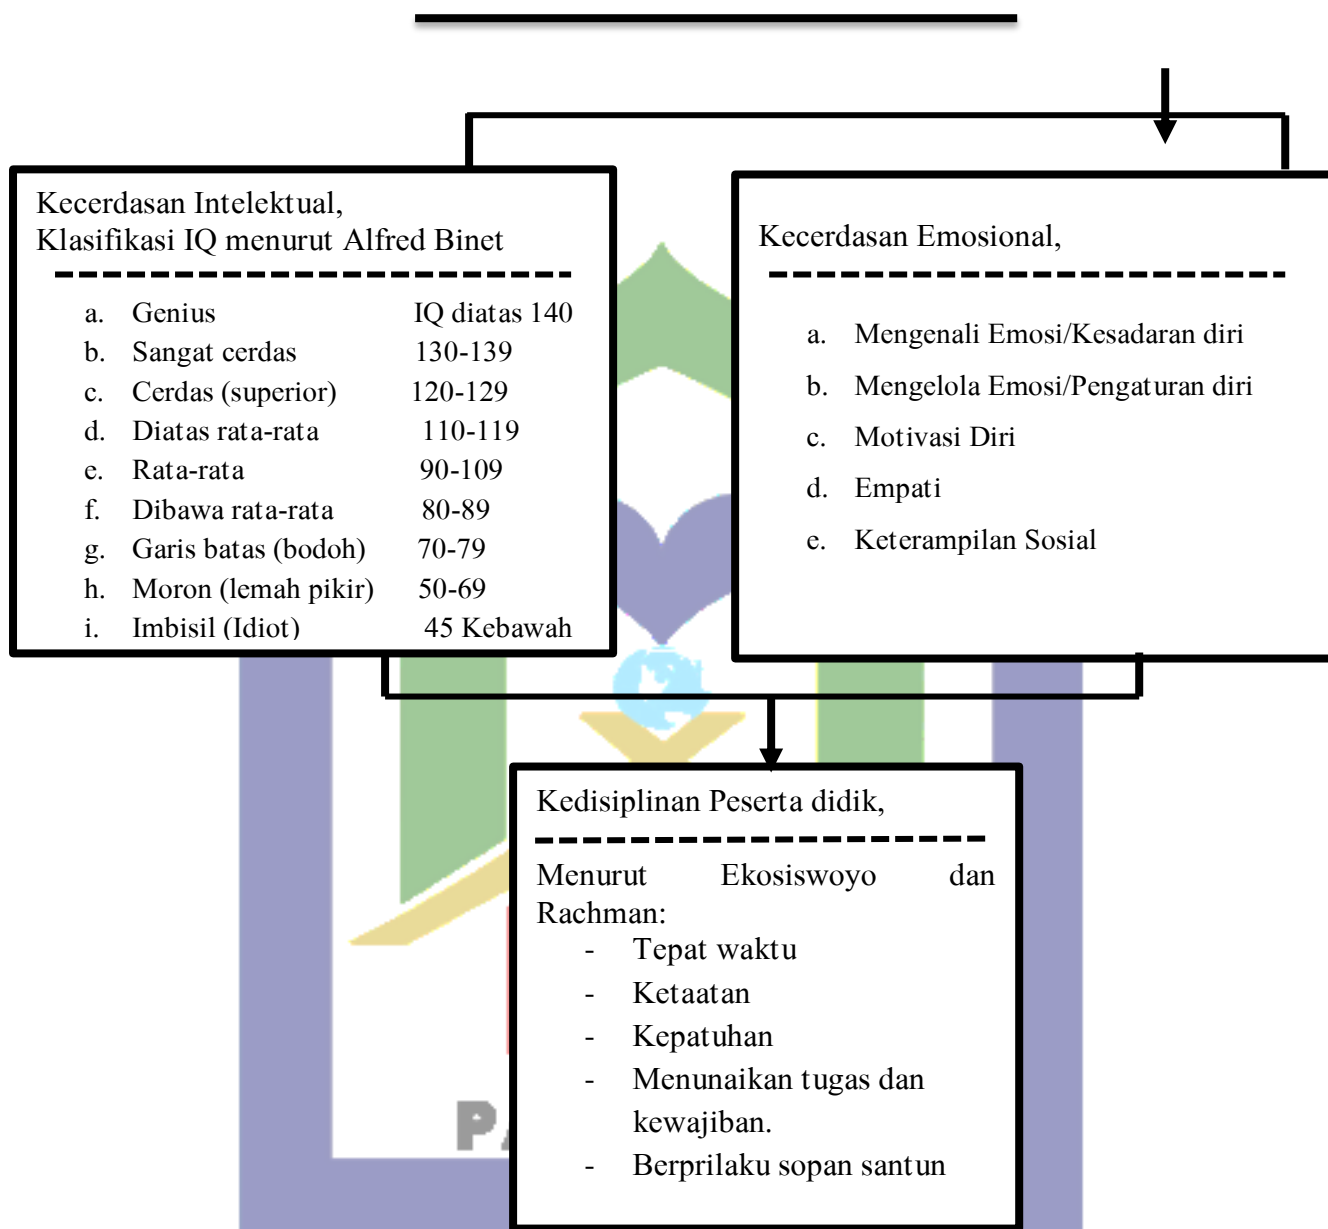 Kecerdasan Intelektual,
Klasifikasi IQ menurut Alfred Binet
a. Genius IQ diatas 140
b. Sangat cerdas 130-139
c. Cerdas (superior) 120-129
d. Diatas rata-rata 110-119
e. Rata-rata 90-109
f. Dibawa rata-rata 80-89
g. Garis batas (bodoh) 70-79
h. Moron (lemah pikir) 50-69
i. Imbisil (Idiot) 45 Kebawah
Kecerdasan Emosional,
a. Mengenali Emosi/Kesadaran diri
b. Mengelola Emosi/Pengaturan diri
c. Motivasi Diri
d. Empati
e. Keterampilan Sosial
Kedisiplinan Peserta didik,
Menurut Ekosiswoyo dan
Rachman:
- Tepat waktu
- Ketaatan
- Kepatuhan
- Menunaikan tugas dan
kewajiban.
- Berprilaku sopan santun